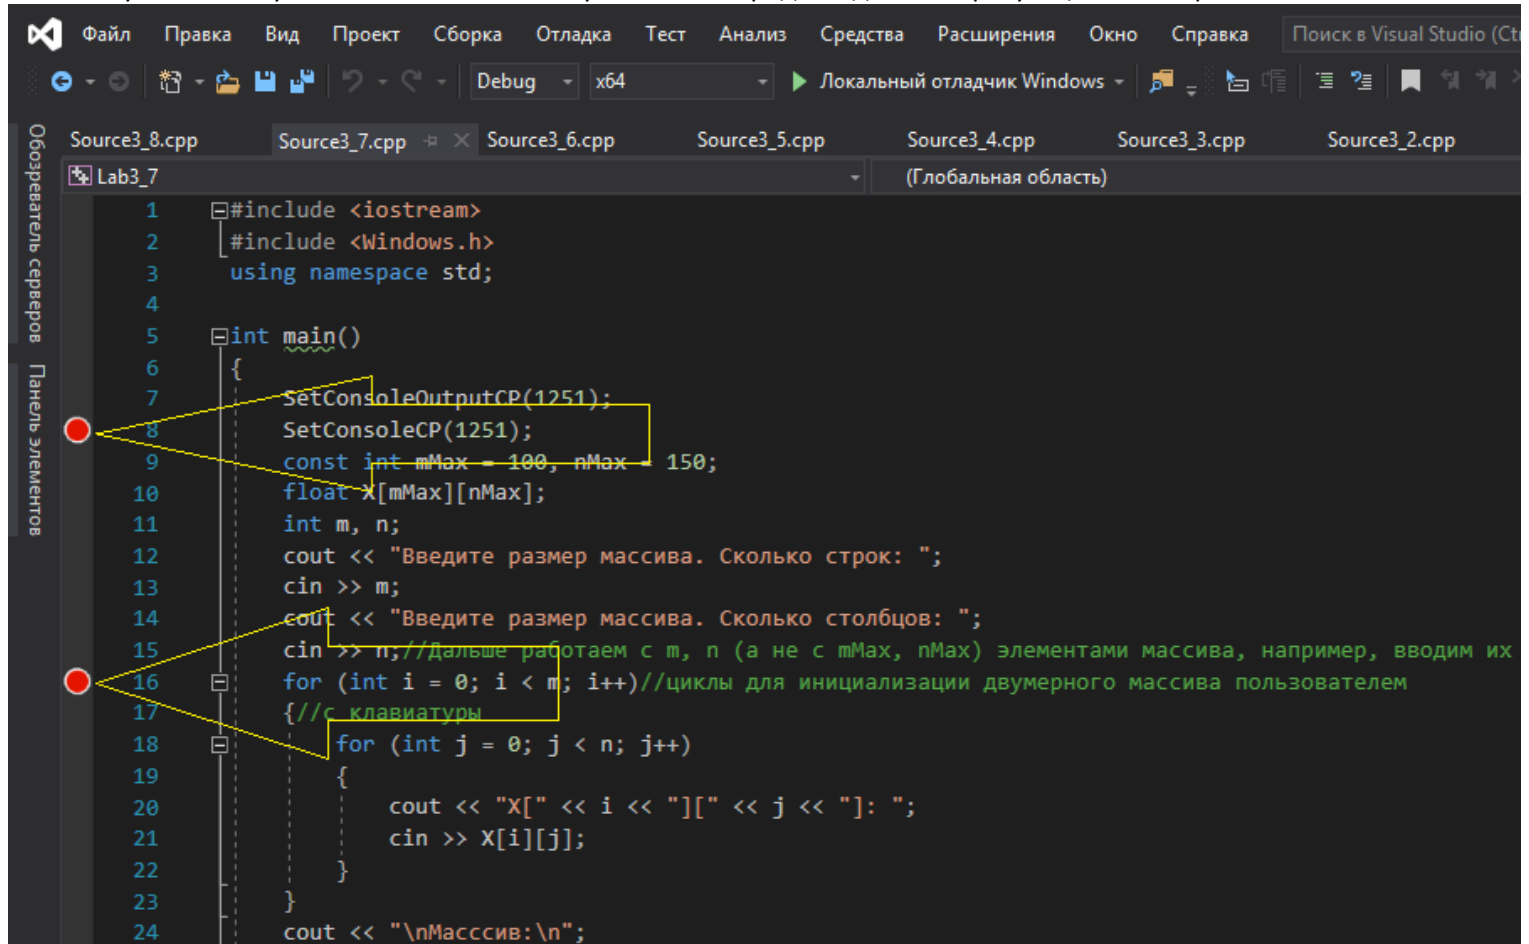 Файл Правка Вид Проект Сборка Отладка Тест Анализ Средства Расширения Окно Справка Поиск в Visual Studio (Ct
Debug x64 Локальный отладчик Windows
Обозреватель серверов
Панель элементов
Source3_8.cpp Source3_7.cpp Source3_6.cpp Source3_5.cpp Source3_4.cpp Source3_3.cpp Source3_2.cpp
Lab3_7 (Глобальная область)
1 #include <iostream>
2 #include <Windows.h>
3 using namespace std;
4
5 int main()
6 {
7 SetConsoleOutputCP(1251);
8 SetConsoleCP(1251);
9 const int mMax = 100, nMax = 150;
10 float X[mMax][nMax];
11 int m, n;
12 cout << "Введите размер массива. Сколько строк: ";
13 cin >> m;
14 cout << "Введите размер массива. Сколько столбцов: ";
15 cin >> n;//Дальше работаем с m, n (а не с mMax, nMax) элементами массива, например, вводим их
16 for (int i = 0; i < m; i++)//циклы для инициализации двумерного массива пользователем
17 {//с клавиатуры
18 for (int j = 0; j < n; j++)
19 {
20 cout << "X[" << i << "][" << j << "]: ";
21 cin >> X[i][j];
22 }
23 }
24 cout << "\nМасссив:\n";